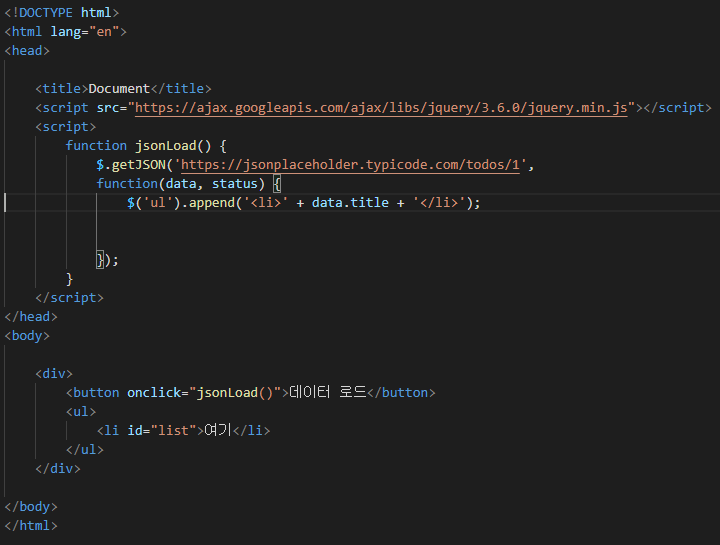 <!DOCTYPE html>
<html lang="en">
<head>
<title>Document</title>
<script src="https://ajax.googleapis.com/ajax/libs/jquery/3.6.0/jquery.min.js"></script>
<script>
function jsonLoad() {
$.getJSON('https://jsonplaceholder.typicode.com/todos/1',
function(data, status) {
$('ul').append('<li>' + data.title + '</li>');
});
}
</script>
</head>
<body>
<div>
<button onclick="jsonLoad()">데이터 로드</button>
<ul>
<li id="list">여기</li>
</ul>
</div>
</body>
</html>